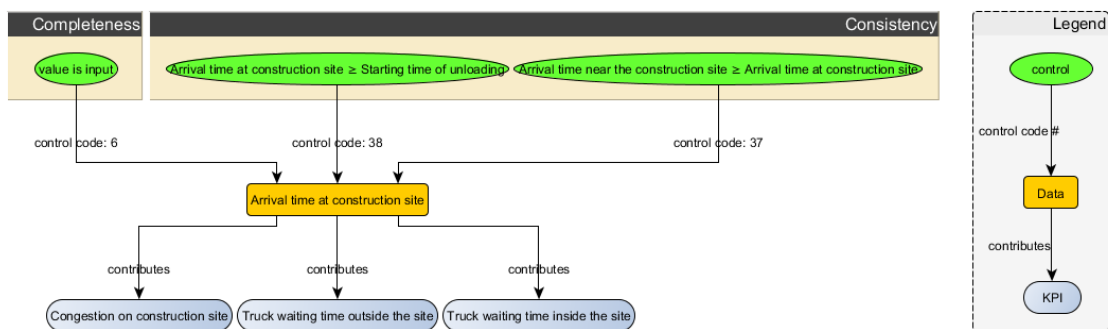 Completeness
Consistency
Legend
value is input
Arrival time at construction site ≥ Starting time of unloading
Arrival time near the construction site ≥ Arrival time at construction site
control
control code: 6
control code: 38
control code: 37
control code #
Arrival time at construction site
Data
contributes
contributes
contributes
contributes
Congestion on construction site
Truck waiting time outside the site
Truck waiting time inside the site
KPI